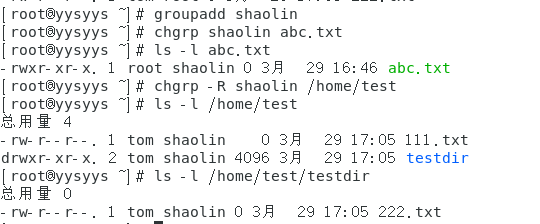 [root@yysyys ~]# groupadd shaolin
[root@yysyys ~]# chgrp shaolin abc.txt
[root@yysyys ~]# ls -l abc.txt
-rwxr-xr-x. 1 root shaolin 0 3月  29 16:46 abc.txt
[root@yysyys ~]# chgrp -R shaolin /home/test
[root@yysyys ~]# ls -l /home/test
总用量 4
-rw-r--r--. 1 tom shaolin    0 3月  29 17:05 111.txt
drwxr-xr-x. 2 tom shaolin 4096 3月  29 17:05 testdir
[root@yysyys ~]# ls -l /home/test/testdir
总用量 0
-rw-r--r--. 1 tom shaolin 0 3月  29 17:05 222.txt